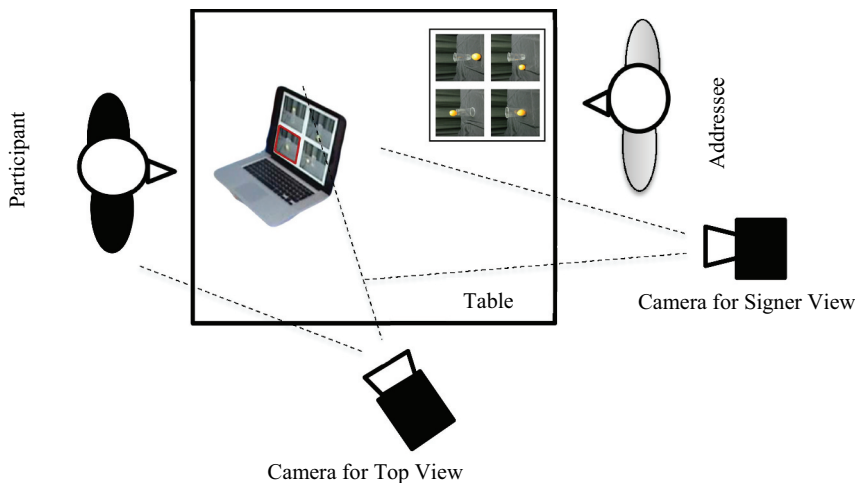 Participant
Addressee
Table
Camera for Signer View
Camera for Top View